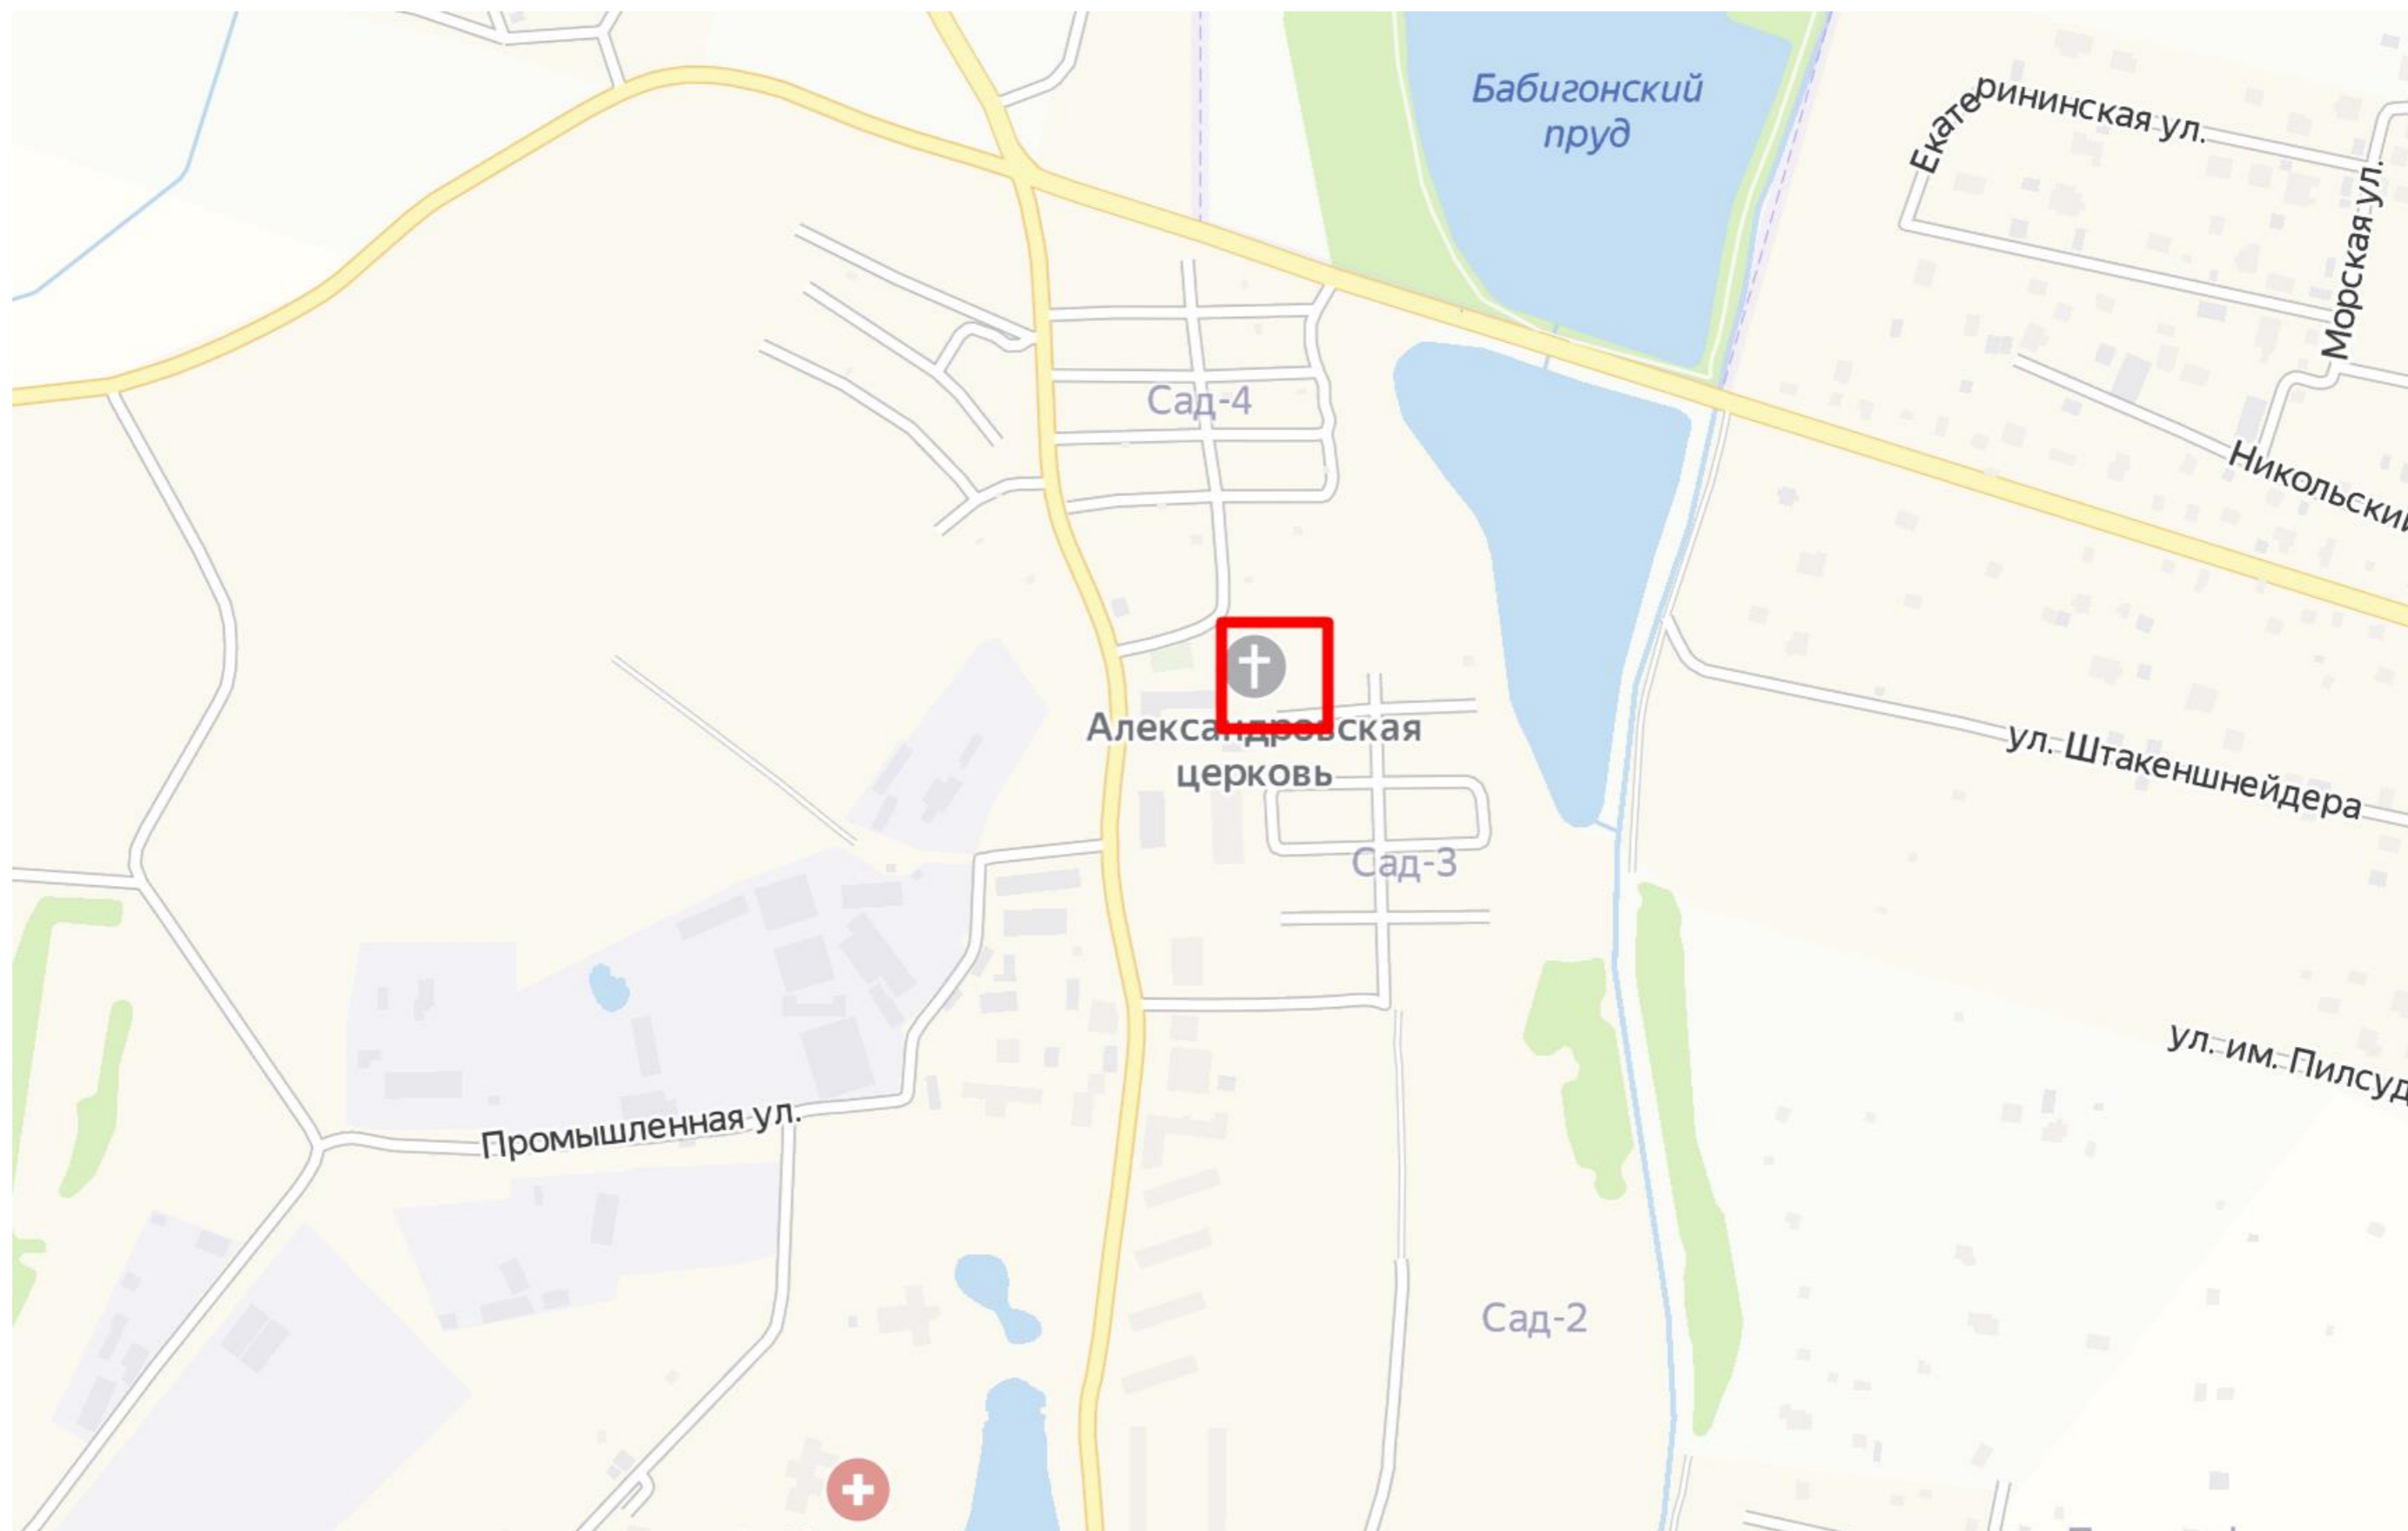 Бабигонский
пруд
Екатерининская ул.
Морская ул.
Сад-4
Никольский
Александровская
церковь
ул. Штакеншнейдера
Сад-3
ул. им. Пилсуд
Промышленная ул.
Сад-2